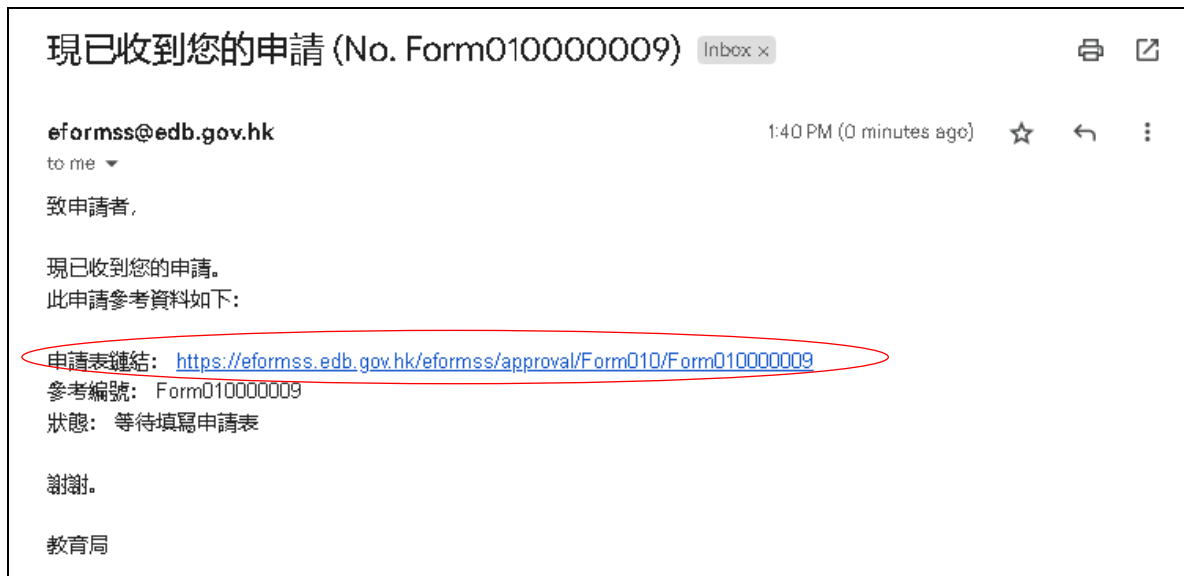 現已收到您的申請 (No. Form010000009) Inbox ×
eformss@edb.gov.hk 1:40 PM (0 minutes ago)
to me
致申請者,
現已收到您的申請。
此申請參考資料如下:
申請表鏈結: https://eformss.edb.gov.hk/eformss/approval/Form010/Form010000009
參考編號: Form010000009
狀態: 等待填寫申請表
謝謝。
教育局